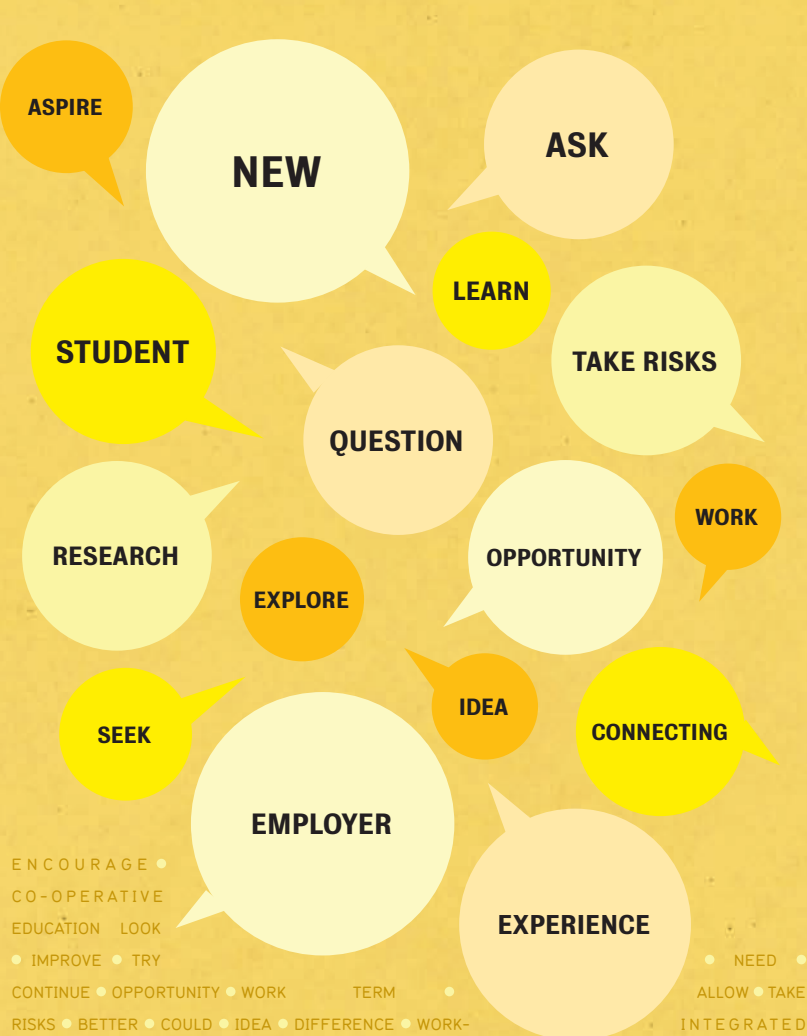 ASPIRE
NEW
ASK
LEARN
STUDENT
TAKE RISKS
QUESTION
WORK
RESEARCH
OPPORTUNITY
EXPLORE
IDEA
SEEK
CONNECTING
EMPLOYER
EXPERIENCE
ENCOURAGE •
CO-OPERATIVE
EDUCATION LOOK
• IMPROVE • TRY • NEED •
CONTINUE • OPPORTUNITY • WORK TERM • ALLOW • TAKE
RISKS • BETTER • COULD • IDEA • DIFFERENCE • WORK- INTEGRATED